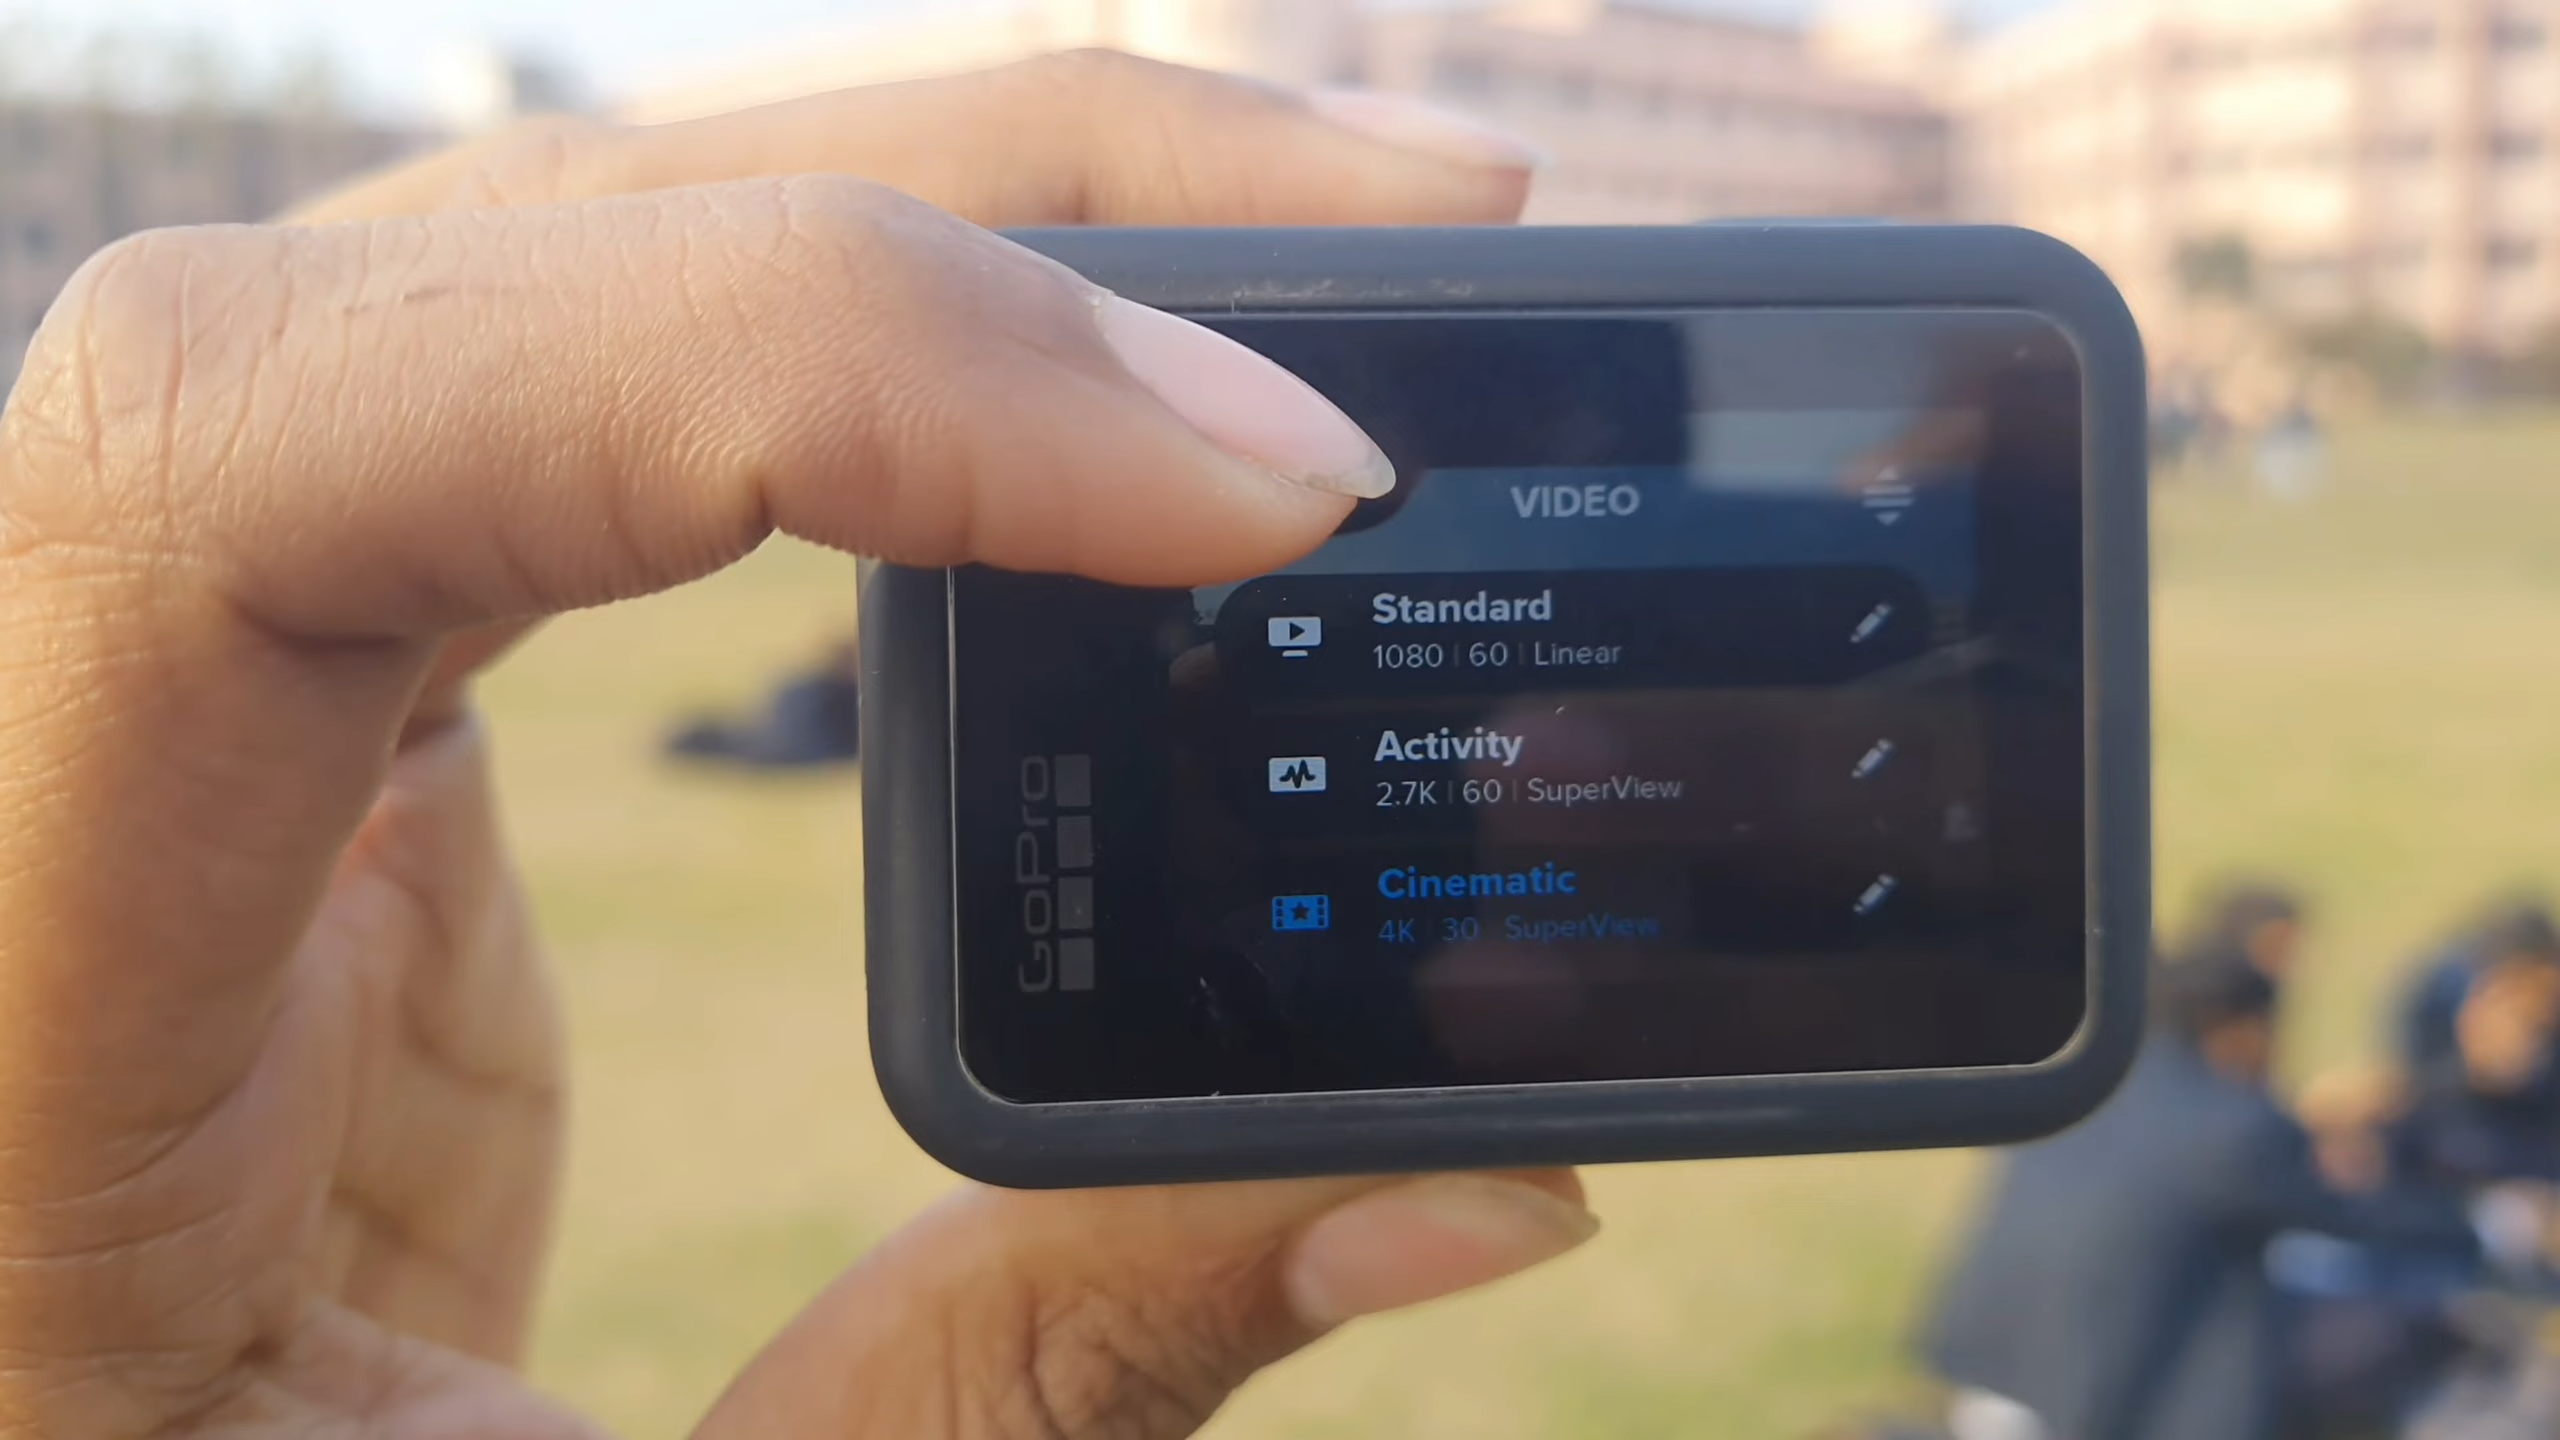 VIDEO
Standard
1080 | 60 | Linear
Activity
2.7K | 60 | SuperView
Cinematic
4K | 30 | SuperView
GoPro